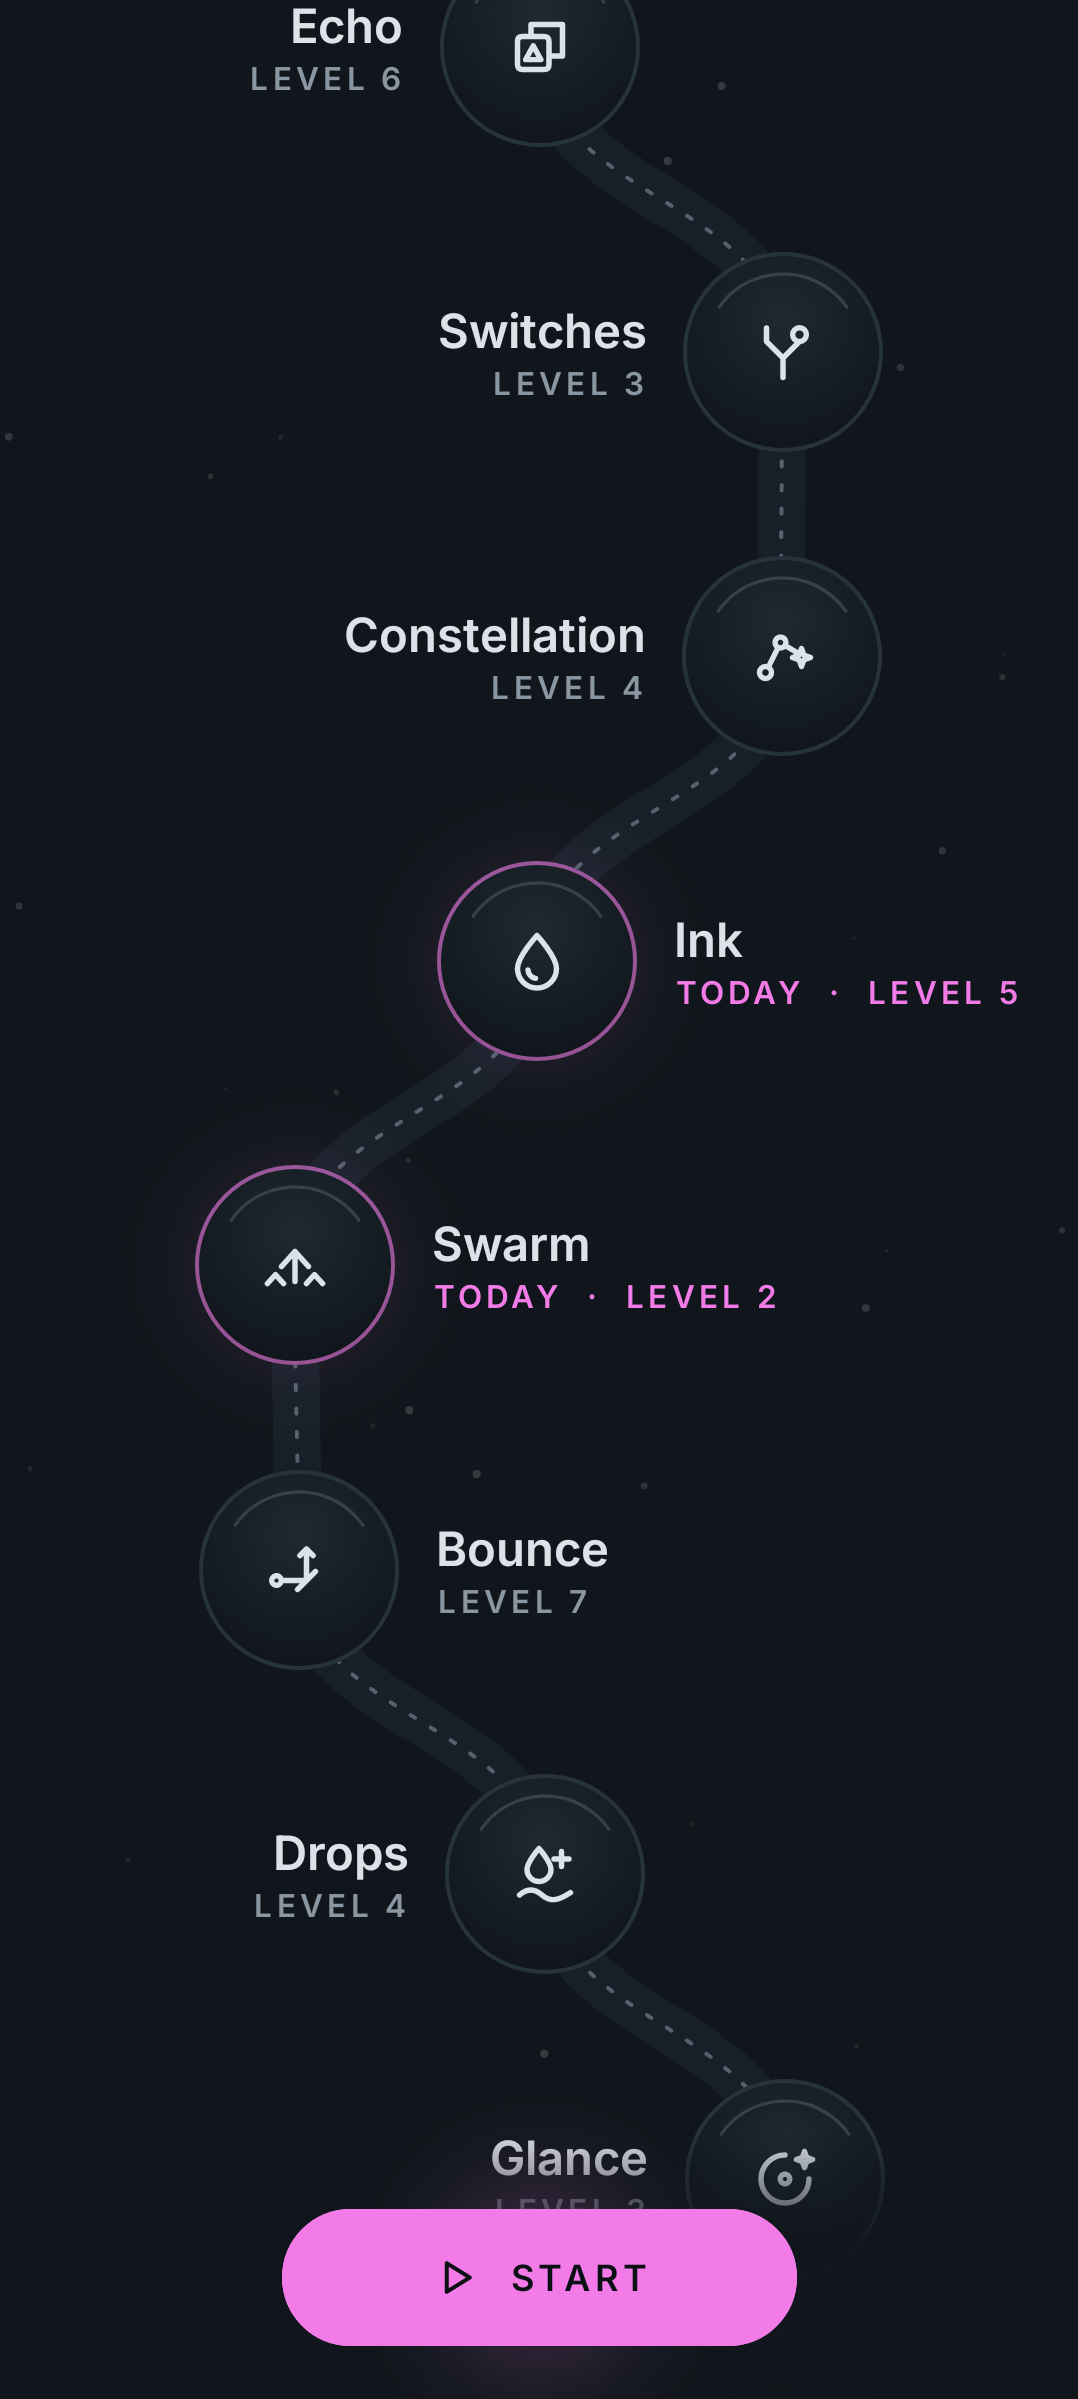 Echo
LEVEL 6
Switches
LEVEL 3
Constellation
LEVEL 4
Ink
TODAY · LEVEL 5
Swarm
TODAY · LEVEL 2
Bounce
LEVEL 7
Drops
LEVEL 4
Glance
LEVEL
START